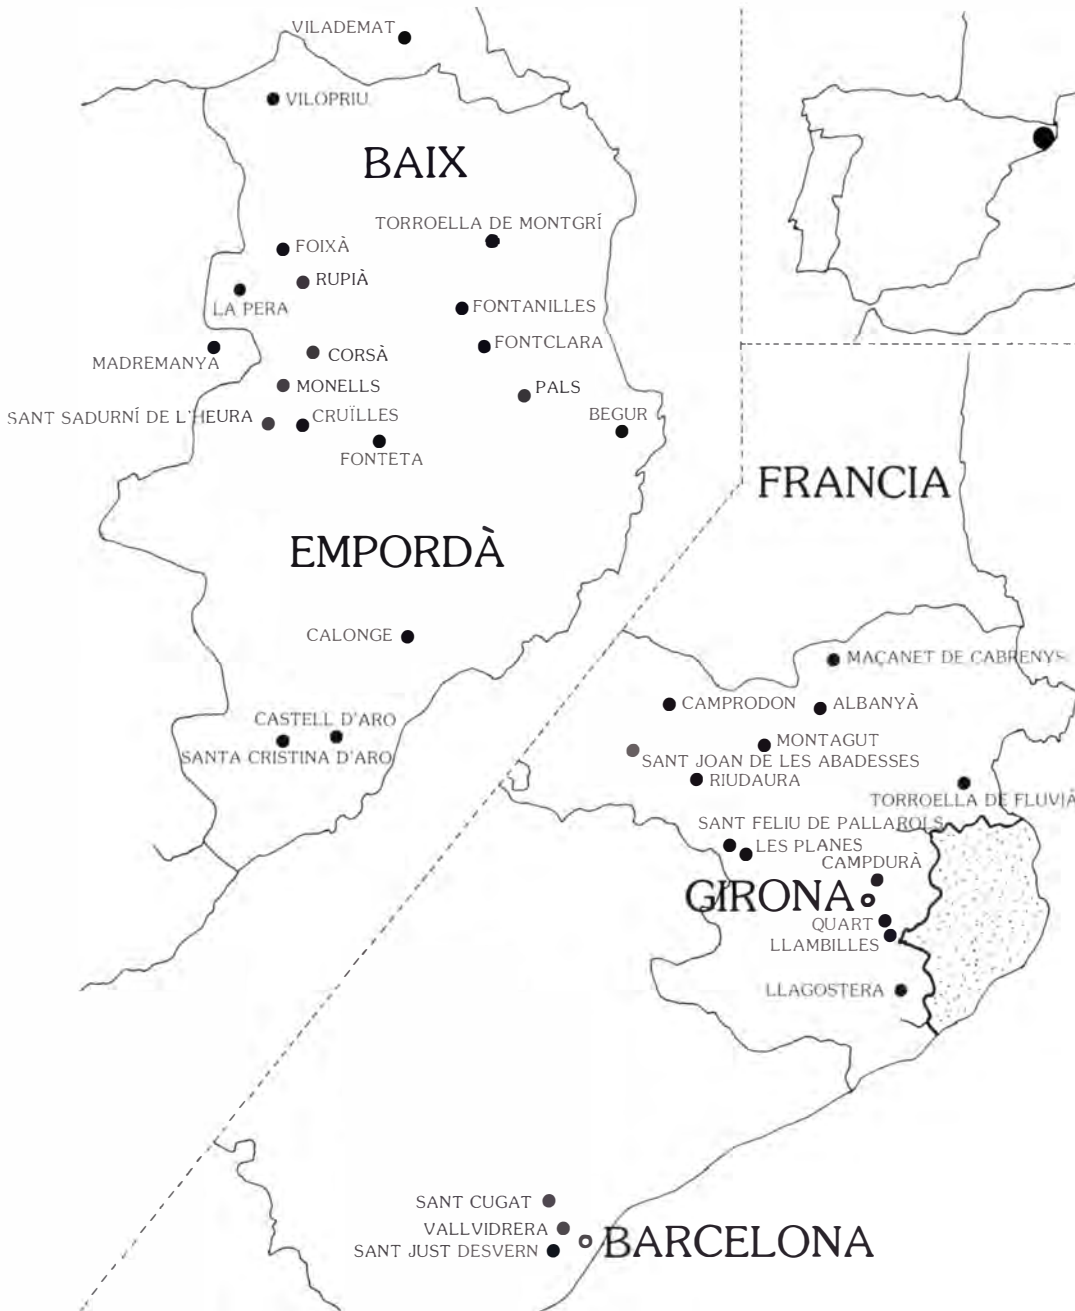 VILADEMAT
VILOPRIU
BAIX
TORROELLA DE MONTGRÍ
FOIXÀ
RUPIÀ
LA PERA
FONTANILLES
FONTCLARA
MADREMANYA
CORSÀ
MONELLS
PALS
SANT SADURNÍ DE L'HEURA
CRUÏLLES
BEGUR
FONTETA
FRANCIA
EMPORDÀ
CALONGE
MAÇANET DE CABRENYS
CAMPRODON
ALBANYÀ
CASTELL D'ARO
SANTA CRISTINA D'ARO
MONTAGUT
SANT JOAN DE LES ABADESSES
RIUDAURA
TORROELLA DE FLUVIÀ
SANT FELIU DE PALLAROLS
LES PLANES
CAMPDURÀ
GIRONA
QUART
LLAMBILLES
LLAGOSTERA
SANT CUGAT
VALLVIDRERA
BARCELONA
SANT JUST DESVERN